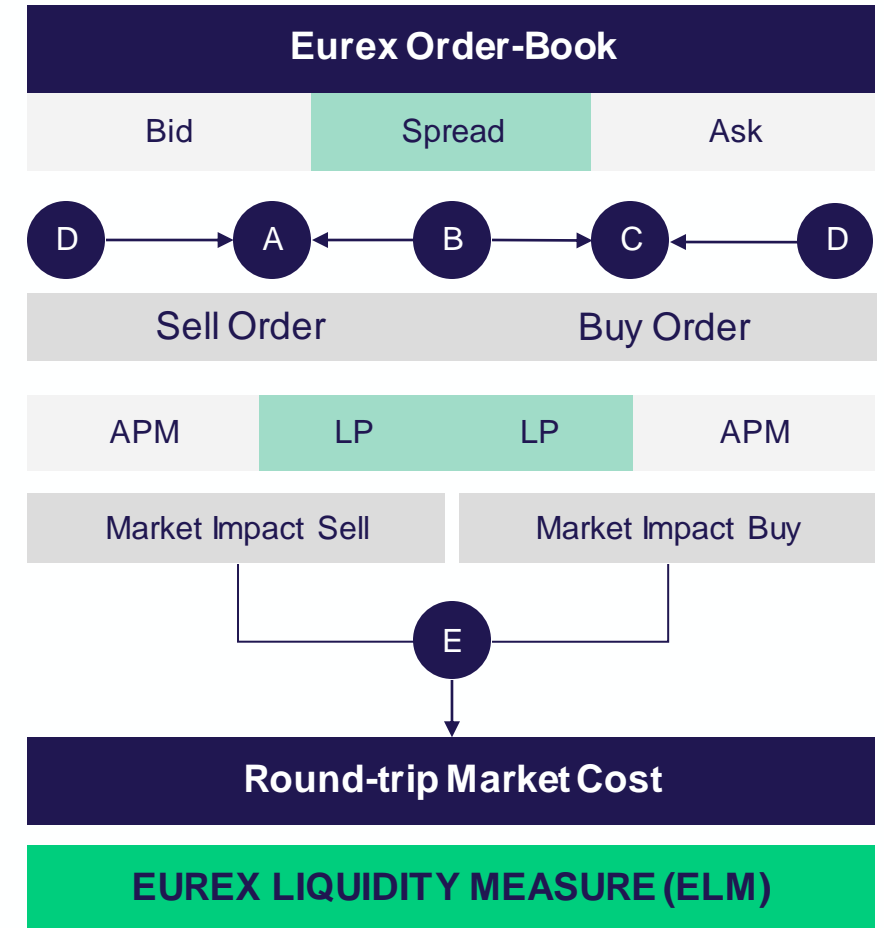 Eurex Order-Book
Bid Spread Ask
D A B C D
Sell Order Buy Order
APM LP LP APM
Market Impact Sell Market Impact Buy
E
Round-trip Market Cost
EUREX LIQUIDITY MEASURE (ELM)